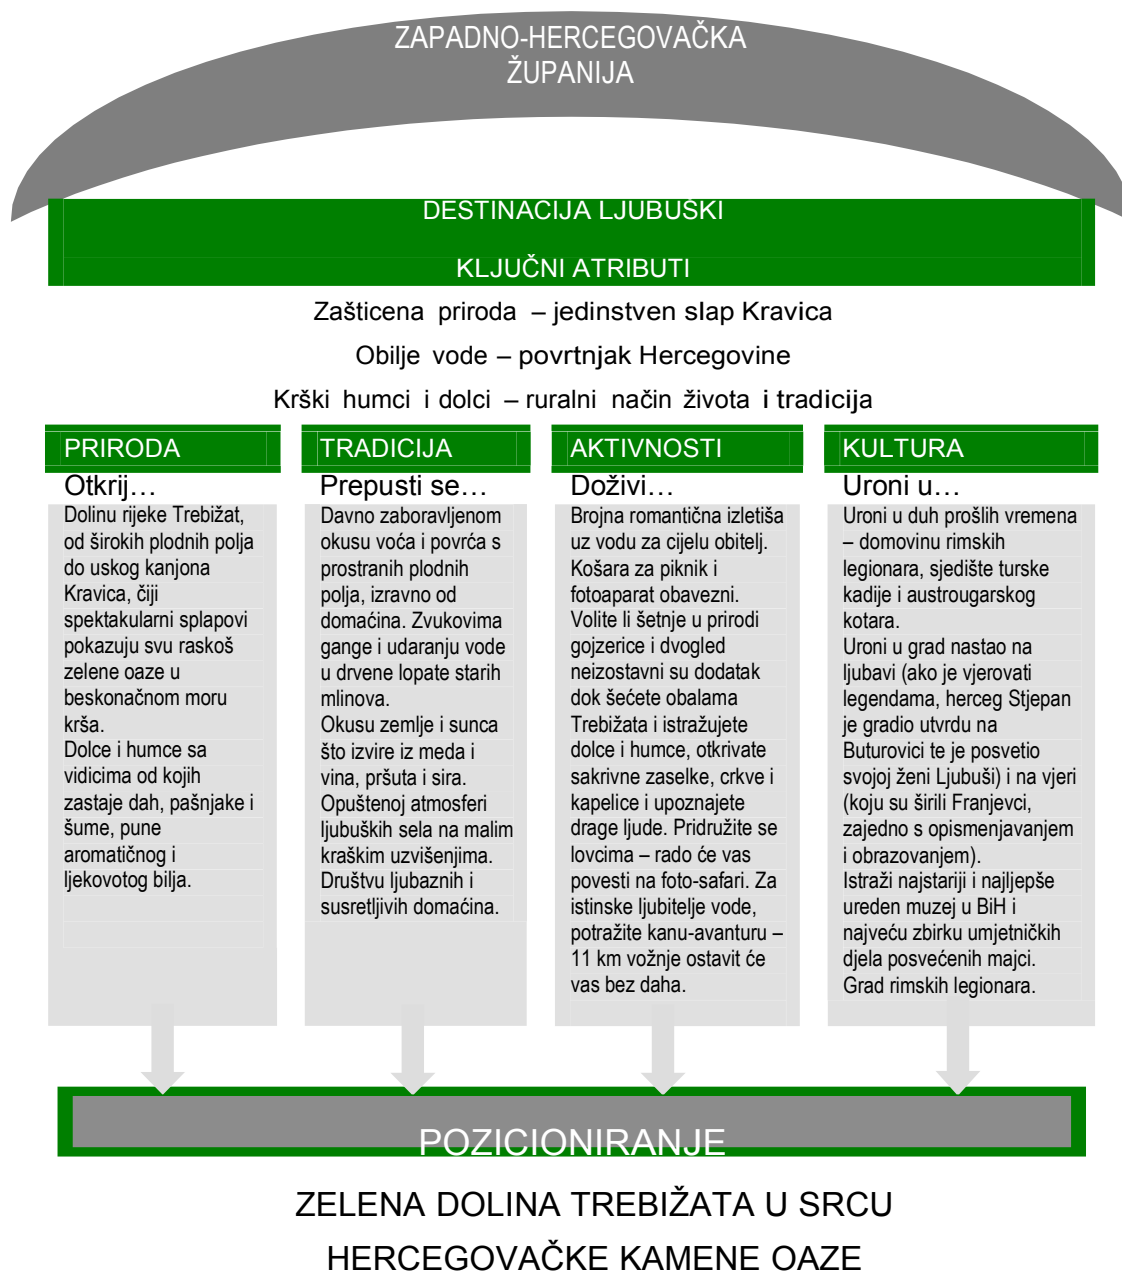 ZAPADNO-HERCEGOVAČKA
ŽUPANIJA
DESTINACIJA LJUBUŠKI
KLJUČNI ATRIBUTI
Zašticena priroda – jedinstven slap Kravica
Obilje vode – povrtnjak Hercegovine
Krški humci i dolci – ruralni način života i tradicija
PRIRODA
Otkrij…
Dolinu rijeke Trebižat,
od širokih plodnih polja
do uskog kanjona
Kravica, čiji
spektakularni splapovi
pokazuju svu raskoš
zelene oaze u
beskonačnom moru
krša.
Dolce i humce sa
vidicima od kojih
zastaje dah, pašnjake i
šume, pune
aromatičnog i
ljekovotog bilja.
TRADICIJA
Prepusti se…
Davno zaboravljenom
okusu voća i povrća s
prostranih plodnih
polja, izravno od
domaćina. Zvukovima
gange i udaranju vode
u drvene lopate starih
mlinova.
Okusu zemlje i sunca
što izvire iz meda i
vina, pršuta i sira.
Opuštenoj atmosferi
ljubuških sela na malim
kraškim uzvišenjima.
Društvu ljubaznih i
susretljivih domaćina.
AKTIVNOSTI
Doživi…
Brojna romantična izletiša
uz vodu za cijelu obitelj.
Košara za piknik i
fotoaparat obavezni.
Volite li šetnje u prirodi
gojzerice i dvogled
neizostavni su dodatak
dok šećete obalama
Trebižata i istražujete
dolce i humce, otkrivate
sakrivne zaselke, crkve i
kapelice i upoznajete
drage ljude. Pridružite se
lovcima – rado će vas
povesti na foto-safari. Za
istinske ljubitelje vode,
potražite kanu-avanturu –
11 km vožnje ostavit će
vas bez daha.
KULTURA
Uroni u…
Uroni u duh prošlih vremena
– domovinu rimskih
legionara, sjedište turske
kadije i austrougarskog
kotara.
Uroni u grad nastao na
ljubavi (ako je vjerovati
legendama, herceg Stjepan
je gradio utvrdu na
Buturovici te je posvetio
svojoj ženi Ljubuši) i na vjeri
(koju su širili Franjevci,
zajedno s opismenjavanjem
i obrazovanjem).
Istraži najstariji i najljepše
ureden muzej u BiH i
najveću zbirku umjetničkih
djela posvećenih majci.
Grad rimskih legionara.
POZICIONIRANJE
ZELENA DOLINA TREBIŽATA U SRCU
HERCEGOVAČKE KAMENE OAZE